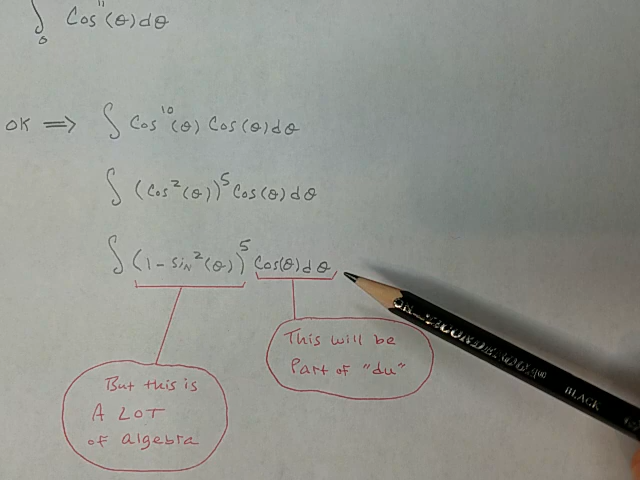 ∫₀ Cos¹¹(θ)dθ
OK ⟹ ∫ Cos¹⁰(θ) Cos(θ)dθ
∫ (Cos²(θ))⁵ Cos(θ)dθ
∫ (1 - SiN²(θ))⁵ Cos(θ)dθ
This will be
Part of "du"
But this is
A LOT
of algebra
BLACK